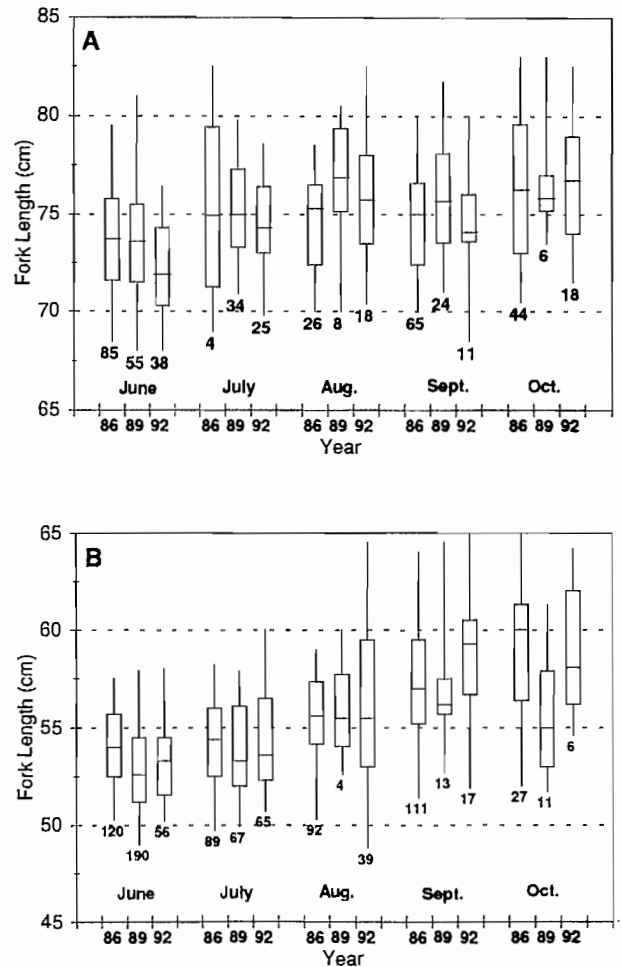 85
A
80
75
70
65
Fork Length (cm)
85 55 38
4 34 25
26 8 18
65 24 11
44 6 18
June July Aug. Sept. Oct.
86 89 92 86 89 92 86 89 92 86 89 92 86 89 92
Year
65
B
60
55
50
45
Fork Length (cm)
120 190 56
89 67 65
92 4 39
111 13 17
27 11 6
June July Aug. Sept. Oct.
86 89 92 86 89 92 86 89 92 86 89 92 86 89 92
Year